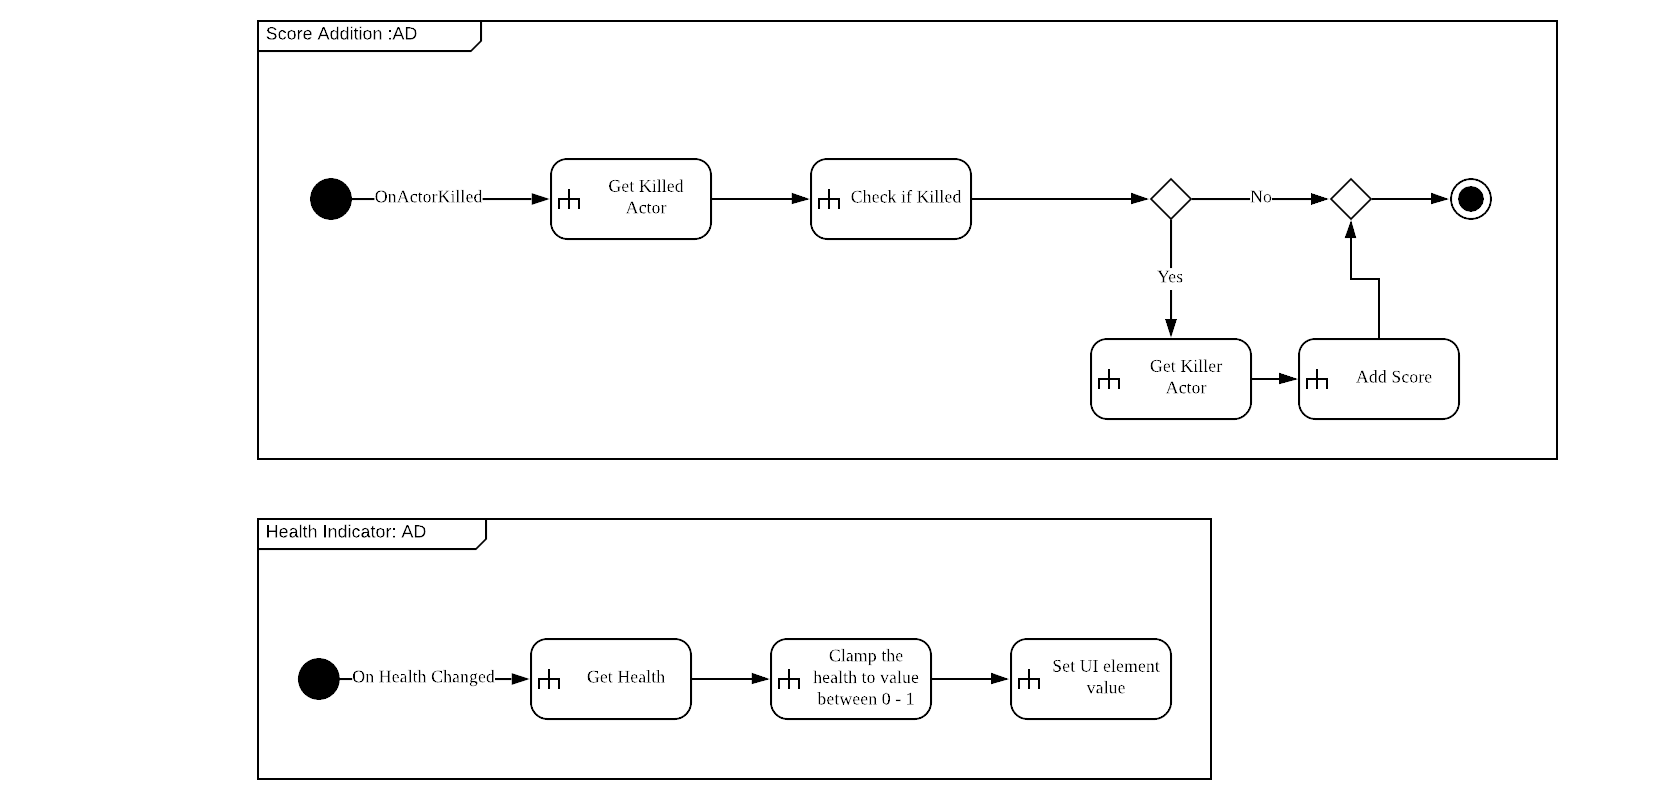 Score Addition :AD
OnActorKilled
Get Killed
Actor
Check if Killed
No
Yes
Get Killer
Actor
Add Score
Health Indicator: AD
On Health Changed
Get Health
Clamp the
health to value
between 0 - 1
Set UI element
value